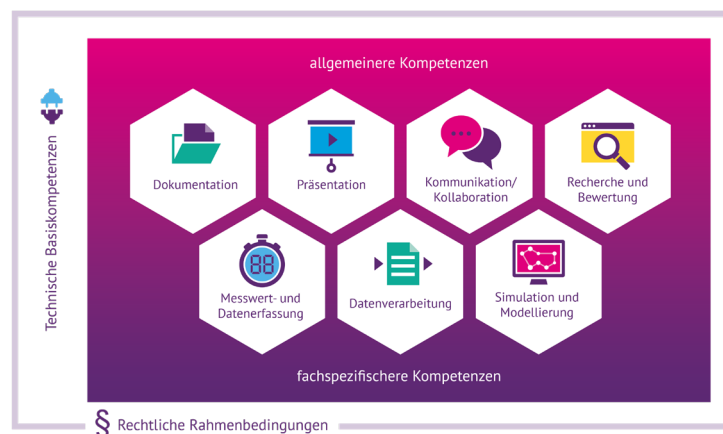 allgemeinere Kompetenzen
Technische Basiskompetenzen
Dokumentation
Präsentation
Kommunikation/
Kollaboration
Recherche und
Bewertung
88
Messwert- und
Datenerfassung
Datenverarbeitung
Simulation und
Modellierung
fachspezifischere Kompetenzen
§ Rechtliche Rahmenbedingungen